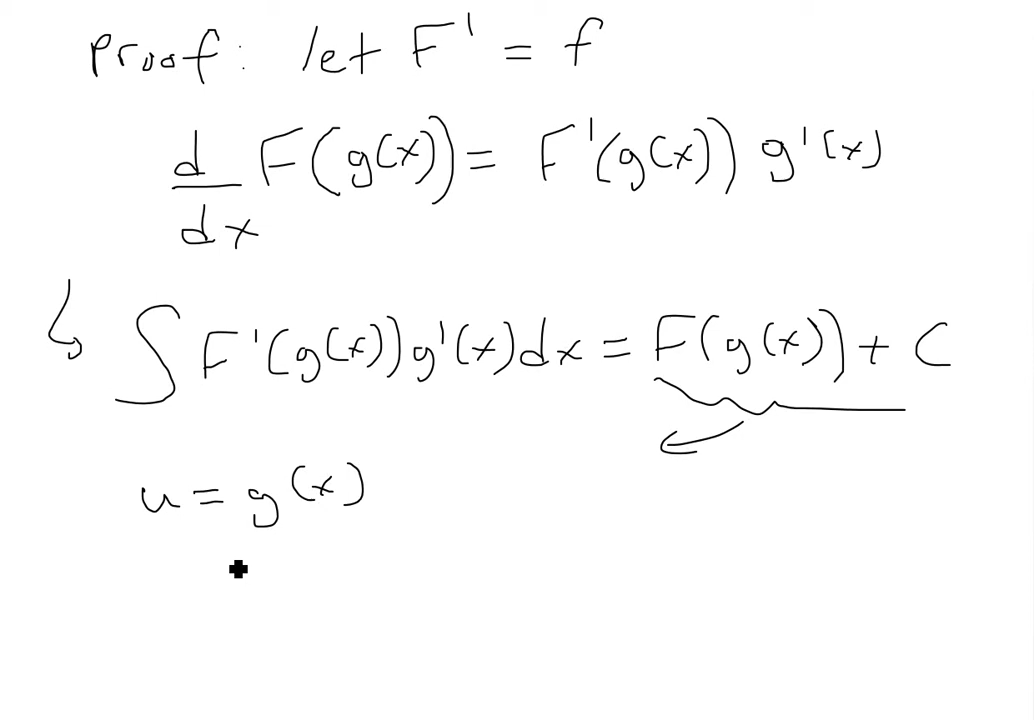 Proof: let F' = f
d/dx F(g(x)) = F'(g(x)) g'(x)
∫ F'(g(x)) g'(x) dx = F(g(x)) + C
u = g(x)